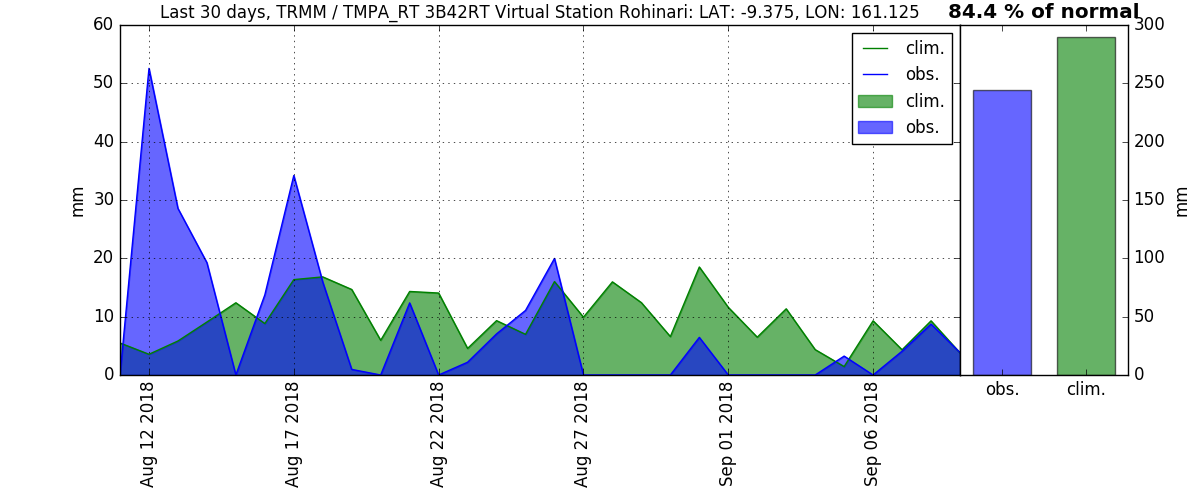 Last 30 days, TRMM / TMPA_RT 3B42RT Virtual Station Rohinari: LAT: -9.375, LON: 161.125
84.4 % of normal
60
50
40
30
20
10
0
mm
clim.
obs.
clim.
obs.
Aug 12 2018
Aug 17 2018
Aug 22 2018
Aug 27 2018
Sep 01 2018
Sep 06 2018
300
250
200
150
100
50
0
mm
obs.
clim.